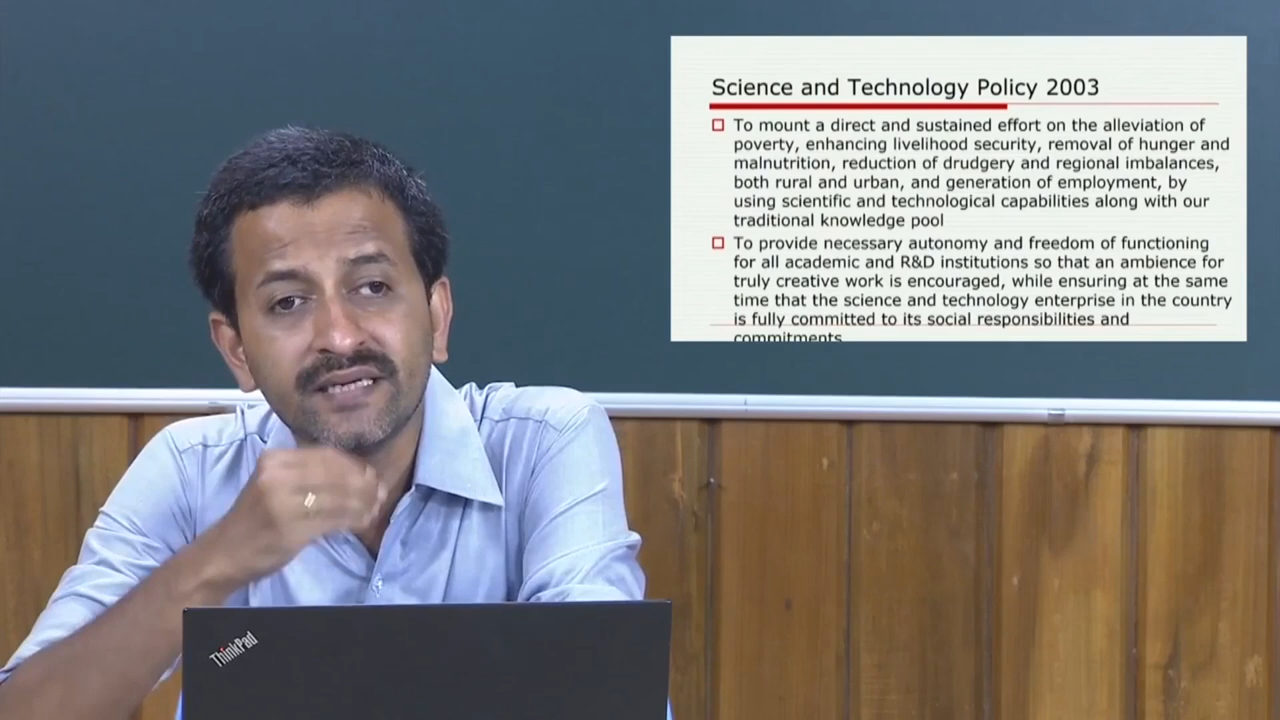 Science and Technology Policy 2003
To mount a direct and sustained effort on the alleviation of
poverty, enhancing livelihood security, removal of hunger and
malnutrition, reduction of drudgery and regional imbalances,
both rural and urban, and generation of employment, by
using scientific and technological capabilities along with our
traditional knowledge pool
To provide necessary autonomy and freedom of functioning
for all academic and R&D institutions so that an ambience for
truly creative work is encouraged, while ensuring at the same
time that the science and technology enterprise in the country
is fully committed to its social responsibilities and
commitments
ThinkPad